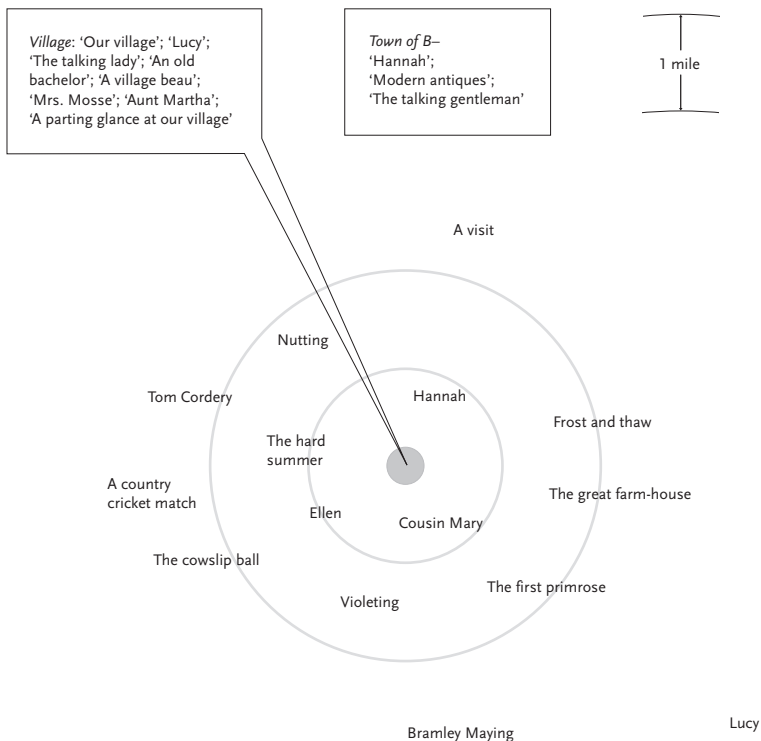 Village: ‘Our village’; ‘Lucy’;
‘The talking lady’; ‘An old
bachelor’; ‘A village beau’;
‘Mrs. Mosse’; ‘Aunt Martha’;
‘A parting glance at our village’
Town of B–
‘Hannah’;
‘Modern antiques’;
‘The talking gentleman’
1 mile
A visit
Nutting
Tom Cordery
Hannah
Frost and thaw
The hard
summer
A country
cricket match
The great farm-house
Ellen
Cousin Mary
The cowslip ball
The first primrose
Violeting
Lucy
Bramley Maying